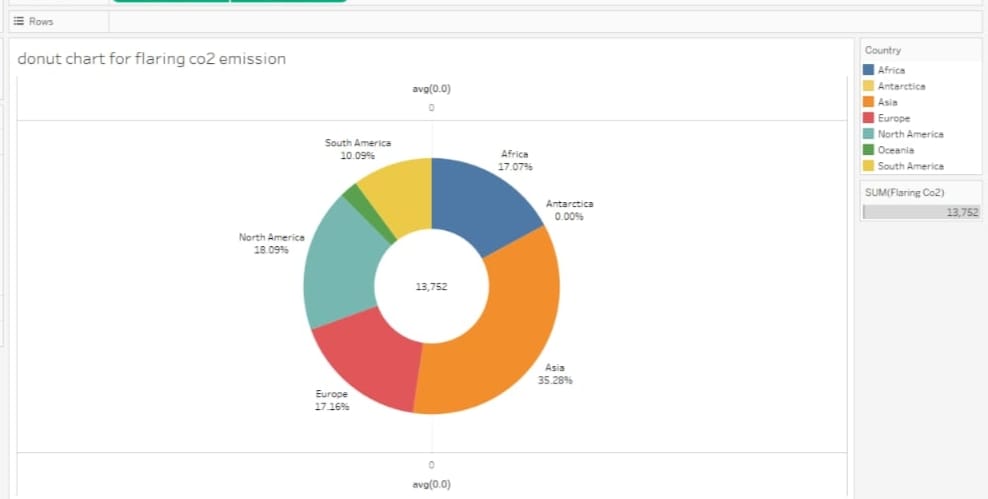 Rows
donut chart for flaring co2 emission
avg(0.0)
0
South America
10.09%
Africa
17.07%
Antarctica
0.00%
North America
18.09%
13,752
Asia
35.28%
Europe
17.16%
0
avg(0.0)
Country
Africa
Antarctica
Asia
Europe
North America
Oceania
South America
SUM(Flaring Co2)
13,752